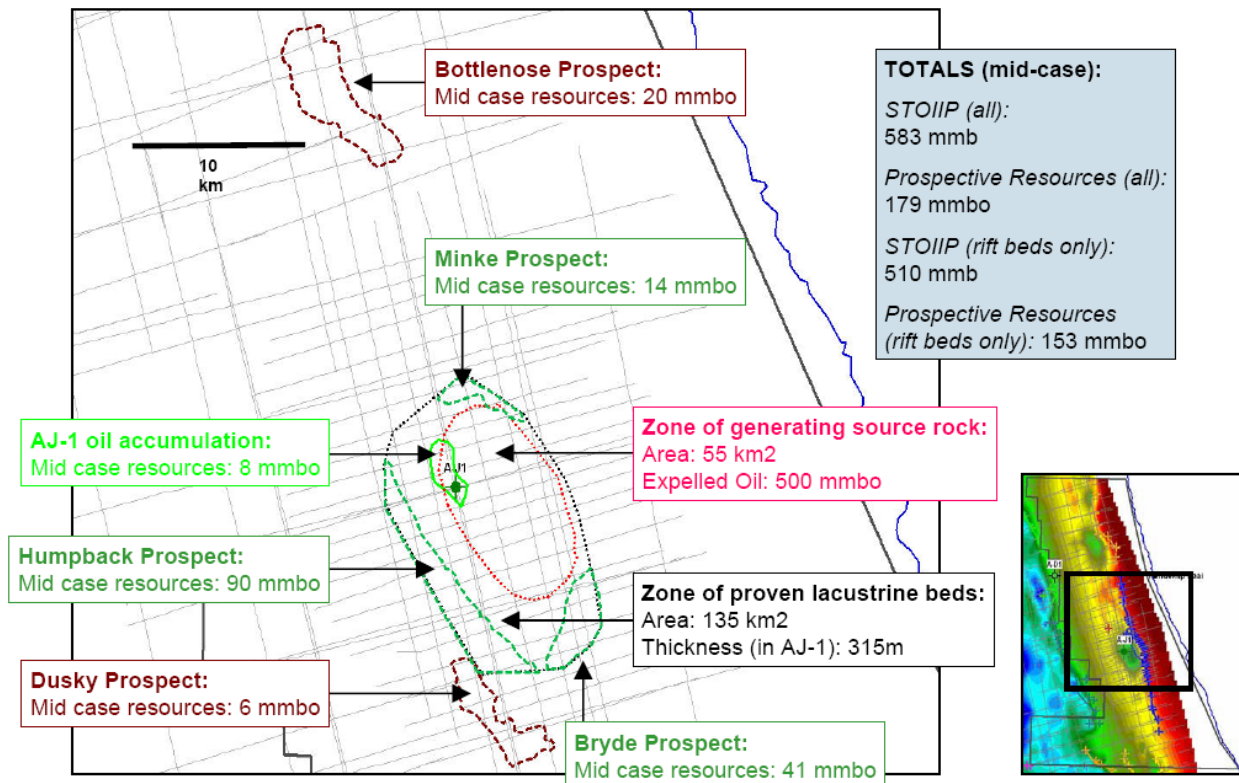 Bottlenose Prospect:
Mid case resources: 20 mmbo
TOTALS (mid-case):
STOIIP (all):
583 mmb
Prospective Resources (all):
179 mmbo
STOIIP (rift beds only):
510 mmb
Prospective Resources
(rift beds only): 153 mmbo
10
km
Minke Prospect:
Mid case resources: 14 mmbo
AJ-1 oil accumulation:
Mid case resources: 8 mmbo
AJ1
Zone of generating source rock:
Area: 55 km2
Expelled Oil: 500 mmbo
Humpback Prospect:
Mid case resources: 90 mmbo
Zone of proven lacustrine beds:
Area: 135 km2
Thickness (in AJ-1): 315m
Dusky Prospect:
Mid case resources: 6 mmbo
Bryde Prospect:
Mid case resources: 41 mmbo
AJ1